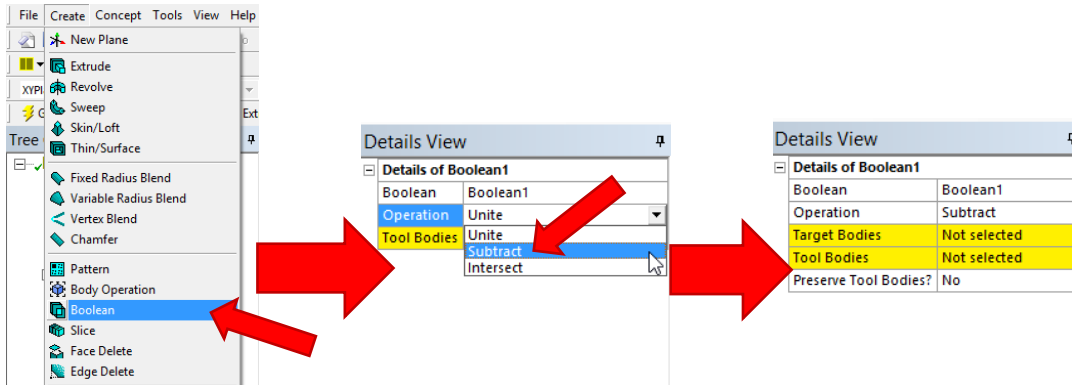 File Create Concept Tools View Help
New Plane
Extrude
XYPl
Revolve
Sweep
G
Ext
Skin/Loft
Tree
Thin/Surface
Fixed Radius Blend
Variable Radius Blend
Vertex Blend
Chamfer
Pattern
Body Operation
Boolean
Slice
Face Delete
Edge Delete
Details View
Details of Boolean1
Boolean Boolean1
Operation Unite
Tool Bodies Unite
Subtract
Intersect
Details View
Details of Boolean1
Boolean Boolean1
Operation Subtract
Target Bodies Not selected
Tool Bodies Not selected
Preserve Tool Bodies? No